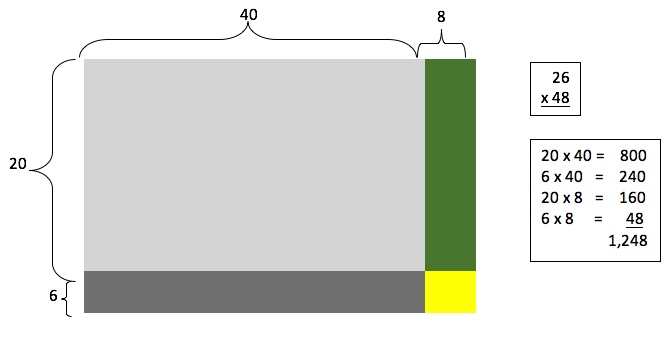 40
8
20
6
26
x 48
20 x 40 = 800
6 x 40 = 240
20 x 8 = 160
6 x 8 = 48
1,248